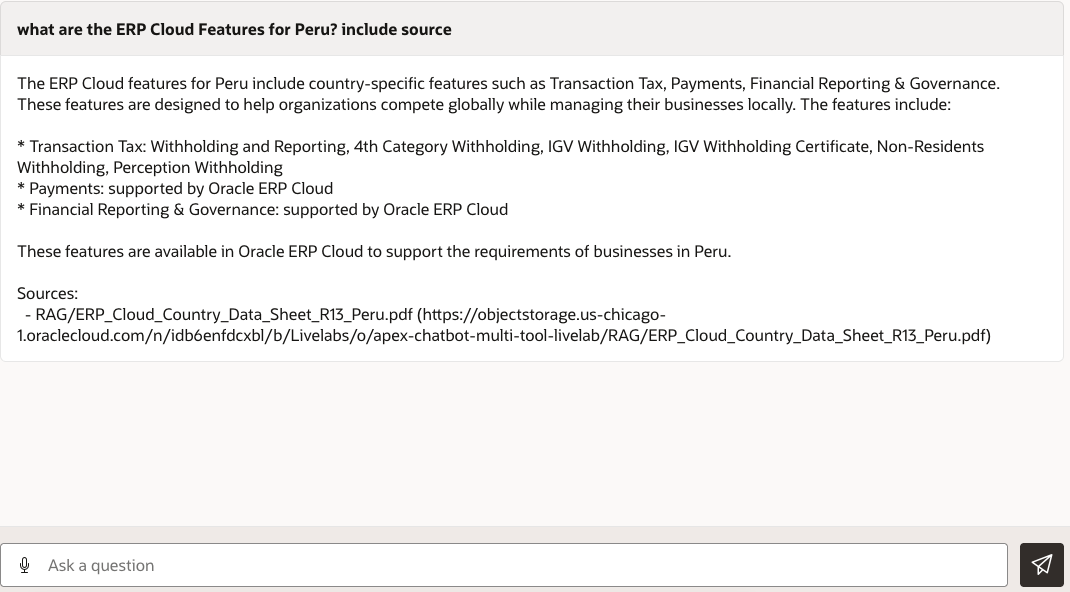 what are the ERP Cloud Features for Peru? include source
The ERP Cloud features for Peru include country-specific features such as Transaction Tax, Payments, Financial Reporting & Governance.
These features are designed to help organizations compete globally while managing their businesses locally. The features include:
* Transaction Tax: Withholding and Reporting, 4th Category Withholding, IGV Withholding, IGV Withholding Certificate, Non-Residents
Withholding, Perception Withholding
* Payments: supported by Oracle ERP Cloud
* Financial Reporting & Governance: supported by Oracle ERP Cloud
These features are available in Oracle ERP Cloud to support the requirements of businesses in Peru.
Sources:
- RAG/ERP_Cloud_Country_Data_Sheet_R13_Peru.pdf (https://objectstorage.us-chicago-
1.oraclecloud.com/n/idb6enfdcxbl/b/Livelabs/o/apex-chatbot-multi-tool-livelab/RAG/ERP_Cloud_Country_Data_Sheet_R13_Peru.pdf)
Ask a question